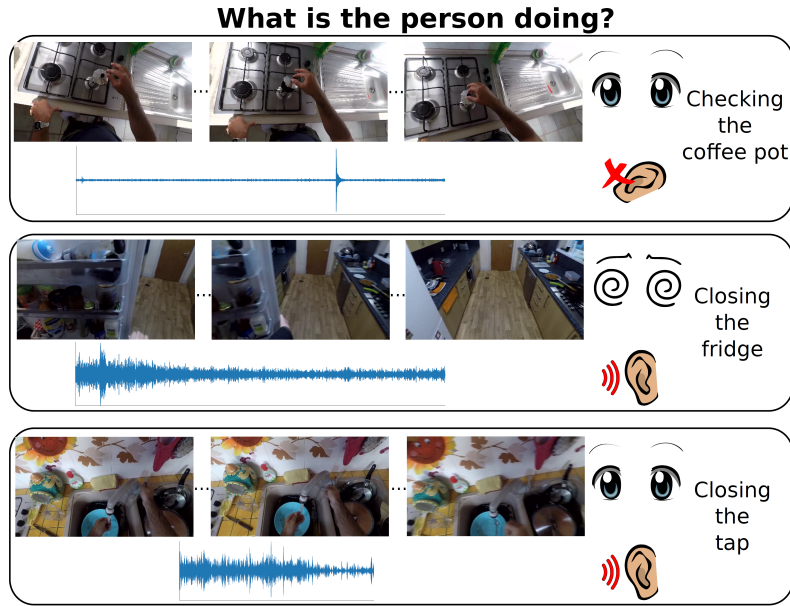 What is the person doing?
Checking
the
coffee pot
Closing
the
fridge
Closing
the
tap